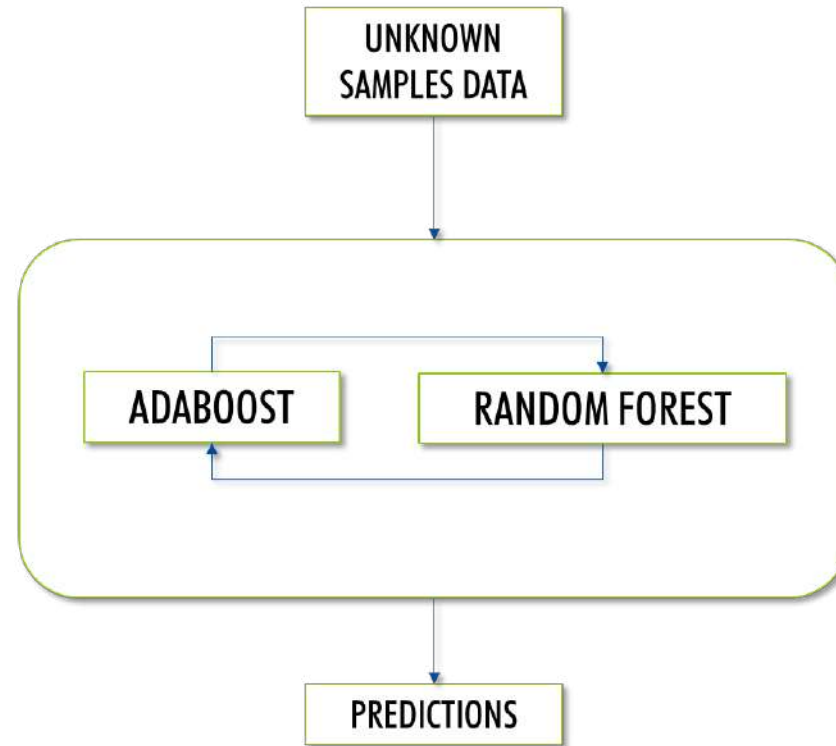 UNKNOWN
SAMPLES DATA
ADABOOST
RANDOM FOREST
PREDICTIONS